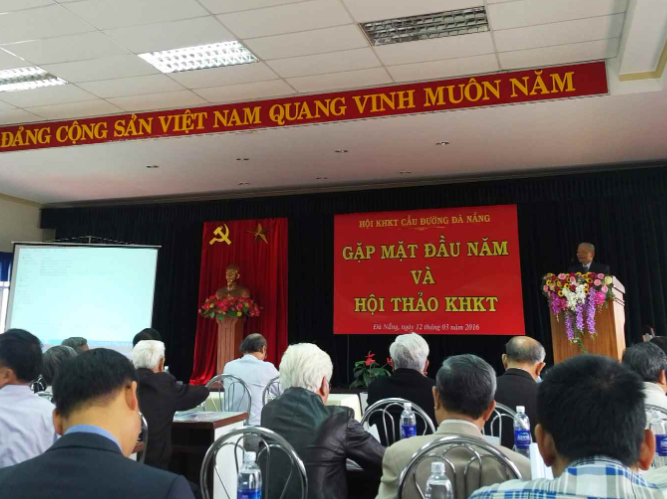 ĐẢNG CỘNG SẢN VIỆT NAM QUANG VINH MUÔN NĂM
HỘI KHKT CẦU ĐƯỜNG ĐÀ NẴNG
GẶP MẶT ĐẦU NĂM
VÀ
HỘI THẢO KHKT
Đà Nẵng, ngày 12 tháng 03 năm 2016